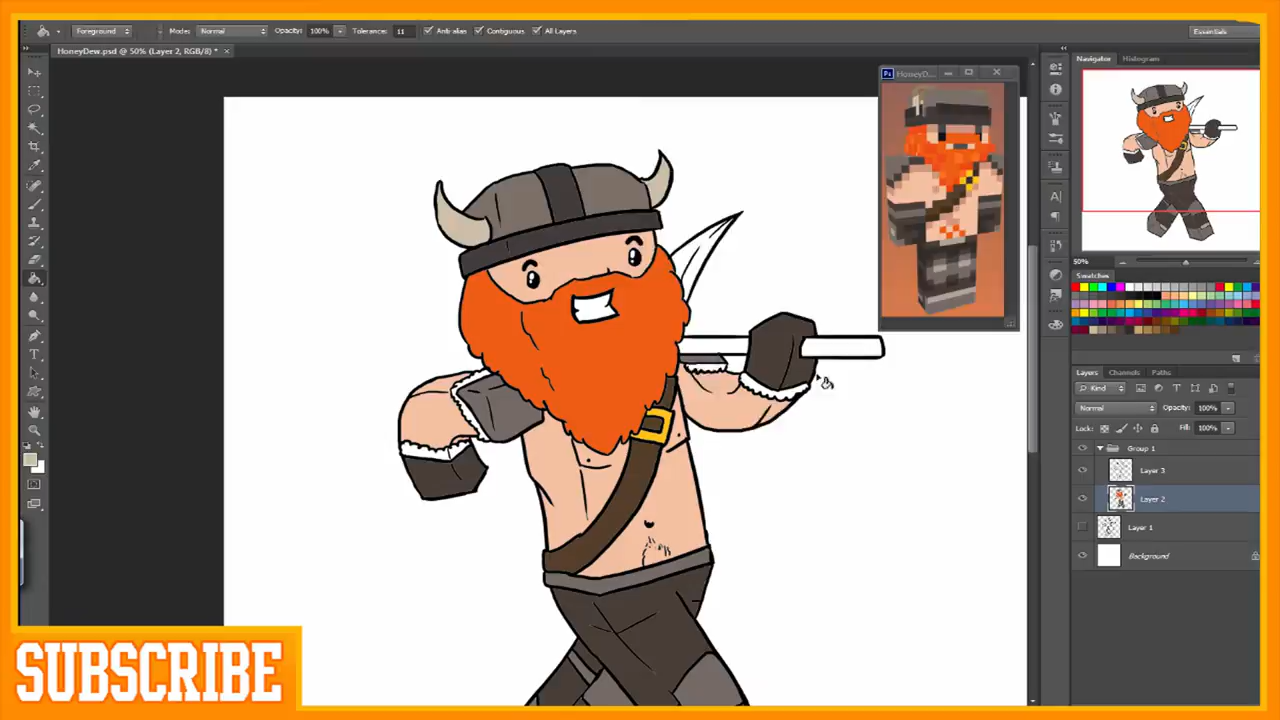 Foreground Mode: Normal Opacity: 100% Tolerance: 11 Anti-alias Contiguous All Layers Essentials
HoneyDew.psd @ 50% (Layer 2, RGB/8) * ×
Ps HoneyD...
Navigator Histogram
50%
Swatches
Layers Channels Paths
Kind
Normal Opacity: 100%
Lock: Fill: 100%
Group 1
Layer 3
Layer 2
Layer 1
Background
SUBSCRIBE